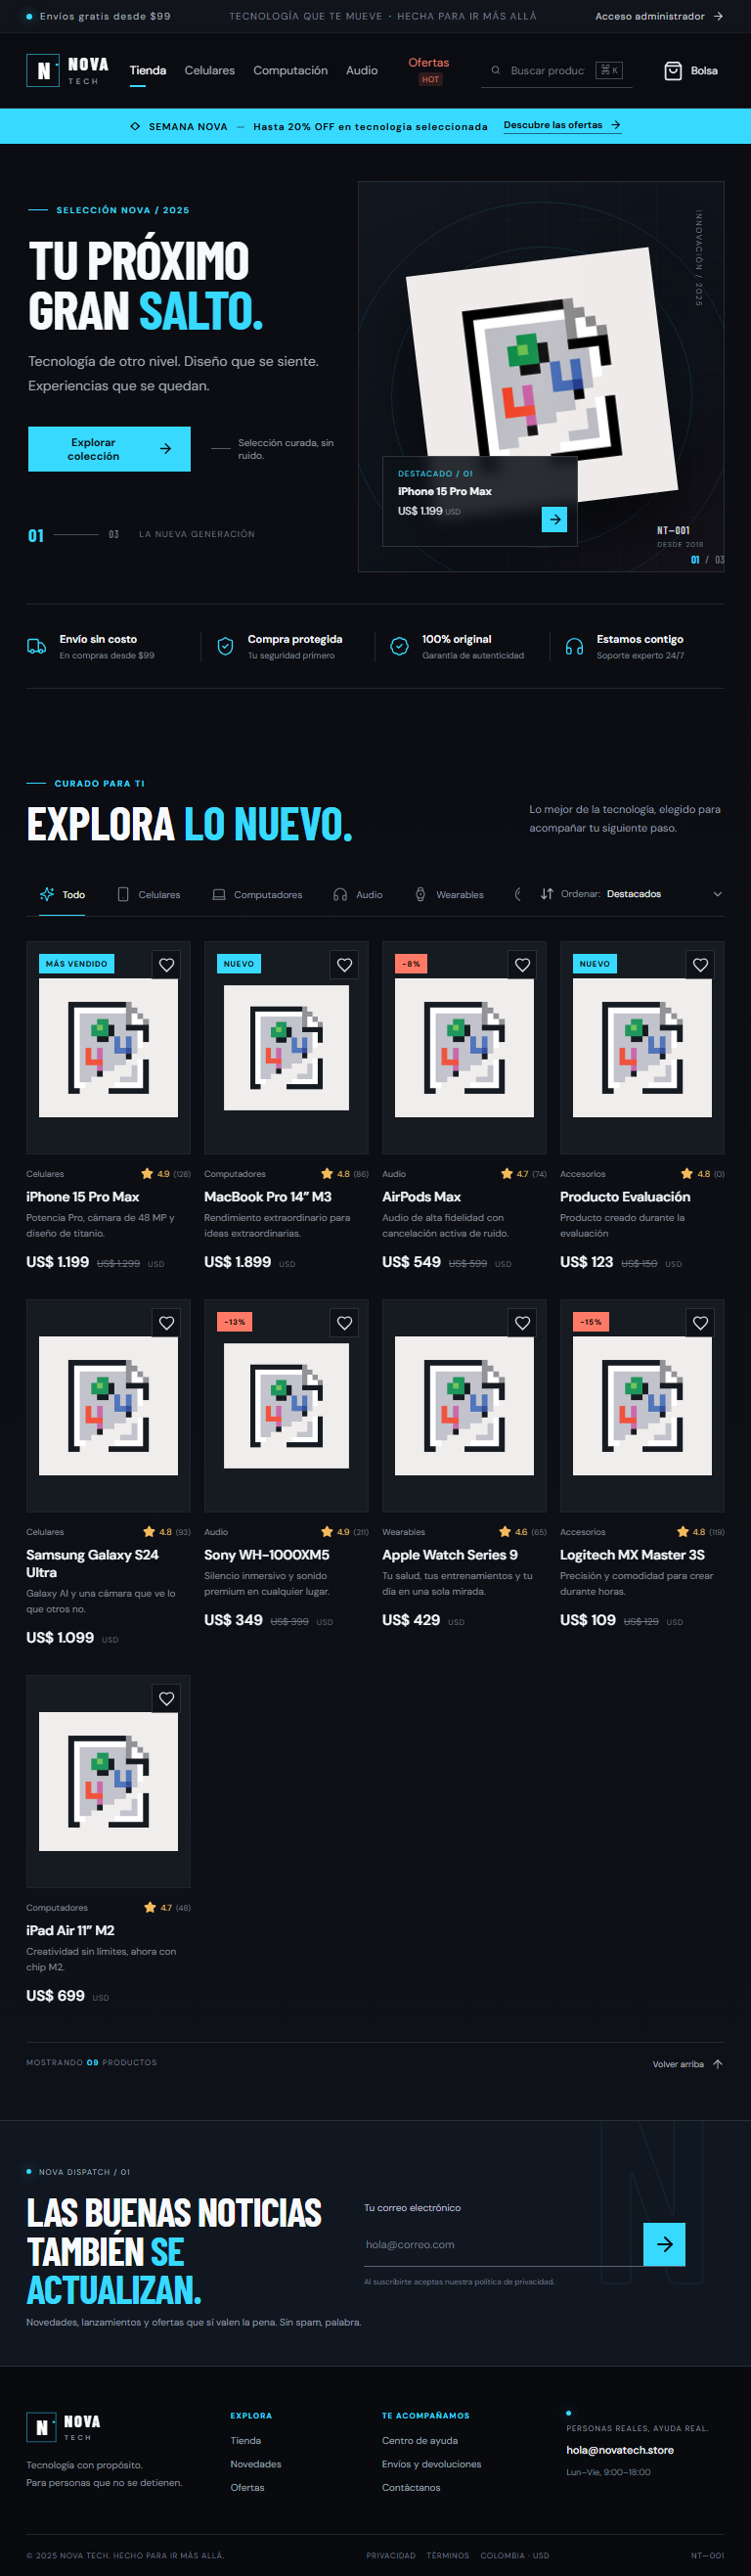 Envíos gratis desde $99
TECNOLOGÍA QUE TE MUEVE · HECHA PARA IR MÁS ALLÁ
Acceso administrador
N NOVA TECH
Tienda
Celulares
Computación
Audio
Ofertas
HOT
Buscar produc
⌘ K
Bolsa
SEMANA NOVA — Hasta 20% OFF en tecnología seleccionada
Descubre las ofertas
SELECCIÓN NOVA / 2025
TU PRÓXIMO
GRAN SALTO.
Tecnología de otro nivel. Diseño que se siente.
Experiencias que se quedan.
Explorar
colección
Selección curada, sin
ruido.
01
03
LA NUEVA GENERACIÓN
INNOVACIÓN / 2025
DESTACADO / 01
iPhone 15 Pro Max
US$ 1.199 USD
NT—001
DESDE 2018
01 / 03
Envío sin costo
En compras desde $99
Compra protegida
Tu seguridad primero
100% original
Garantía de autenticidad
Estamos contigo
Soporte experto 24/7
CURADO PARA TI
EXPLORA LO NUEVO.
Lo mejor de la tecnología, elegido para
acompañar tu siguiente paso.
Todo
Celulares
Computadores
Audio
Wearables
Ordenar: Destacados
MÁS VENDIDO
Celulares
4.9 (128)
iPhone 15 Pro Max
Potencia Pro, cámara de 48 MP y
diseño de titanio.
US$ 1.199 US$ 1.299 USD
NUEVO
Computadores
4.8 (86)
MacBook Pro 14” M3
Rendimiento extraordinario para
ideas extraordinarias.
US$ 1.899 USD
-8%
Audio
4.7 (74)
AirPods Max
Audio de alta fidelidad con
cancelación activa de ruido.
US$ 549 US$ 599 USD
NUEVO
Accesorios
4.8 (0)
Producto Evaluación
Producto creado durante la
evaluación
US$ 123 US$ 150 USD
Celulares
4.8 (93)
Samsung Galaxy S24
Ultra
Galaxy AI y una cámara que ve lo
que otros no.
US$ 1.099 USD
-13%
Audio
4.9 (211)
Sony WH-1000XM5
Silencio inmersivo y sonido
premium en cualquier lugar.
US$ 349 US$ 399 USD
Wearables
4.6 (65)
Apple Watch Series 9
Tu salud, tus entrenamientos y tu
día en una sola mirada.
US$ 429 USD
-15%
Accesorios
4.8 (119)
Logitech MX Master 3S
Precisión y comodidad para crear
durante horas.
US$ 109 US$ 129 USD
Computadores
4.7 (48)
iPad Air 11” M2
Creatividad sin límites, ahora con
chip M2.
US$ 699 USD
MOSTRANDO 09 PRODUCTOS
Volver arriba
NOVA DISPATCH / 01
LAS BUENAS NOTICIAS
TAMBIÉN SE
ACTUALIZAN.
Novedades, lanzamientos y ofertas que sí valen la pena. Sin spam, palabra.
N
Tu correo electrónico
hola@correo.com
Al suscribirte aceptas nuestra política de privacidad.
N NOVA TECH
Tecnología con propósito.
Para personas que no se detienen.
EXPLORA
Tienda
Novedades
Ofertas
TE ACOMPAÑAMOS
Centro de ayuda
Envíos y devoluciones
Contáctanos
PERSONAS REALES, AYUDA REAL.
hola@novatech.store
Lun–Vie, 9:00–18:00
© 2025 NOVA TECH. HECHO PARA IR MÁS ALLÁ.
PRIVACIDAD
TÉRMINOS
COLOMBIA · USD
NT—001